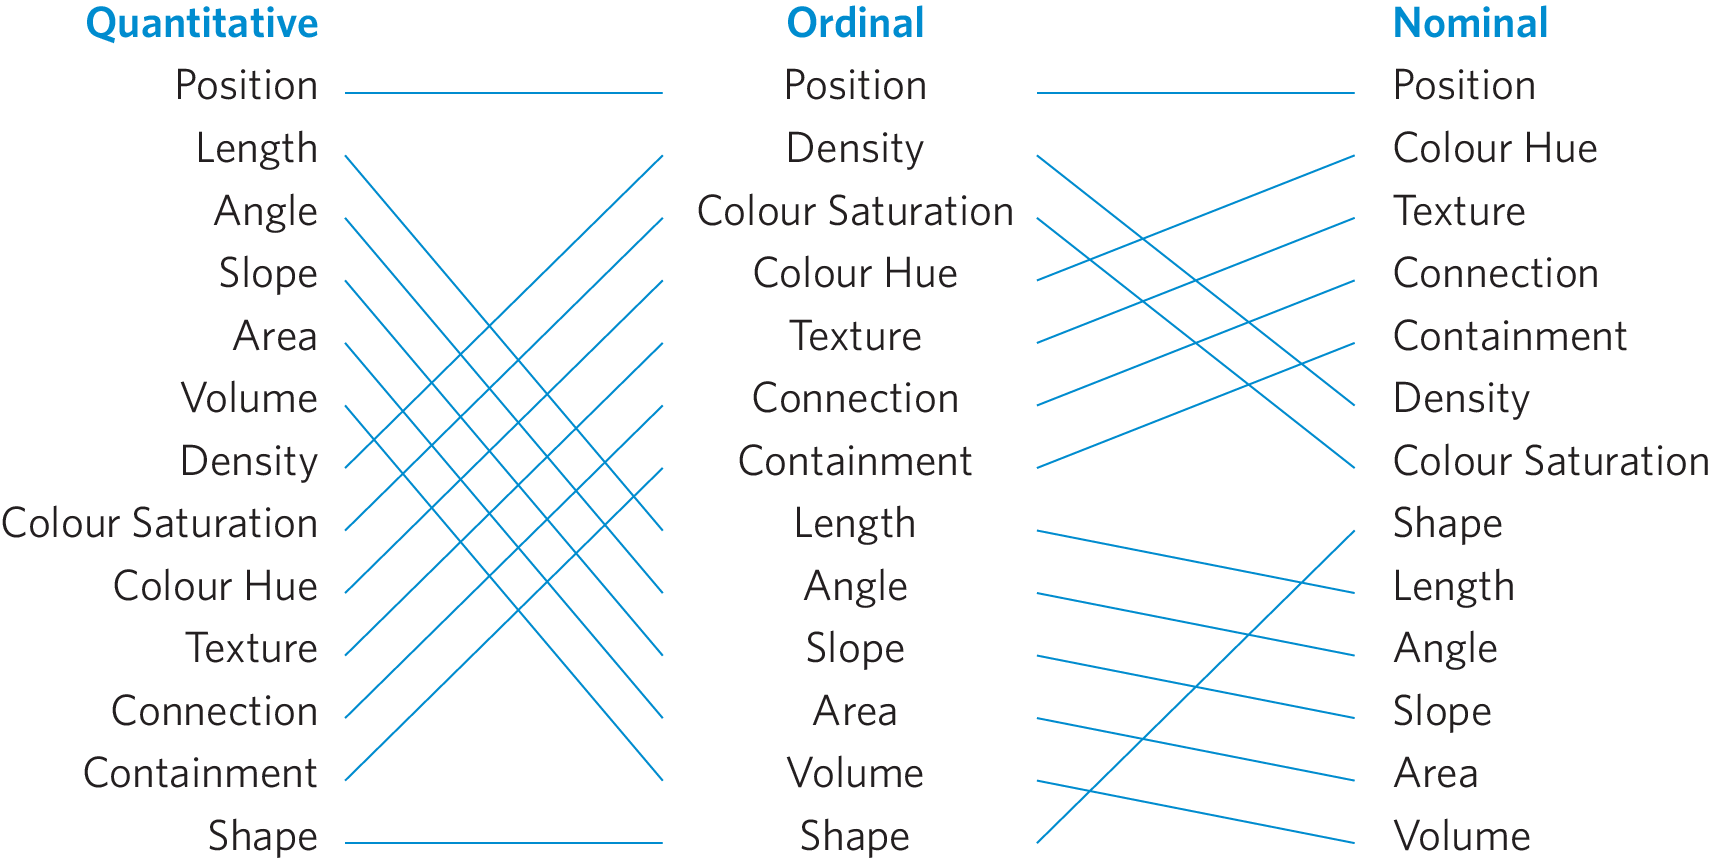 Quantitative Ordinal Nominal
Position Position Position
Length Density Colour Hue
Angle Colour Saturation Texture
Slope Colour Hue Connection
Area Texture Containment
Volume Connection Density
Density Containment Colour Saturation
Colour Saturation Length Shape
Colour Hue Angle Length
Texture Slope Angle
Connection Area Slope
Containment Volume Area
Shape Shape Volume